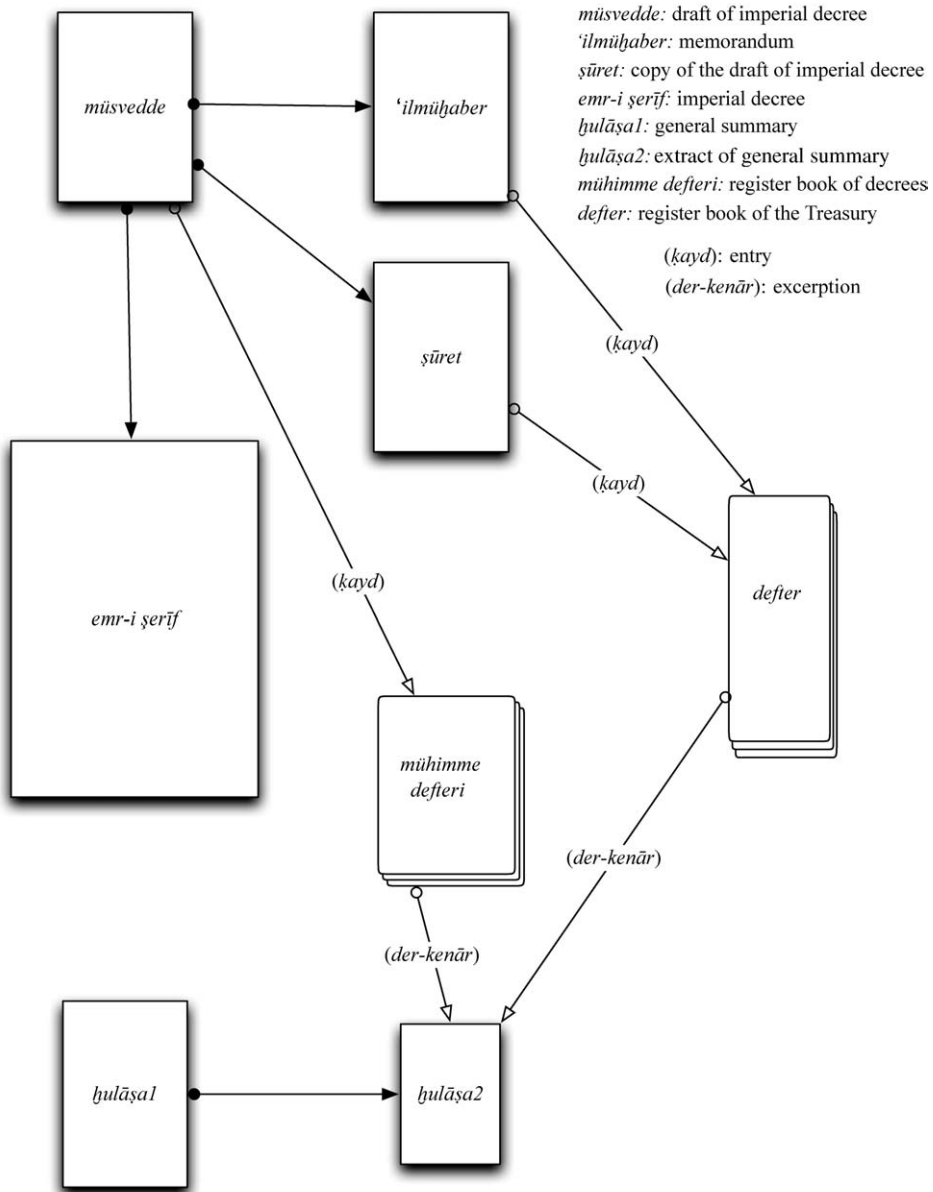 müsvedde
ʻilmüḫaber
müsvedde: draft of imperial decree
ʻilmüḫaber: memorandum
ṣūret: copy of the draft of imperial decree
emr-i şerīf: imperial decree
ḫulāṣa1: general summary
ḫulāṣa2: extract of general summary
mühimme defteri: register book of decrees
defter: register book of the Treasury
(ḳayd): entry
(der-kenār): excerption
(ḳayd)
ṣūret
(ḳayd)
(ḳayd)
defter
emr-i şerīf
mühimme
defteri
(der-kenār)
(der-kenār)
ḫulāṣa1
ḫulāṣa2